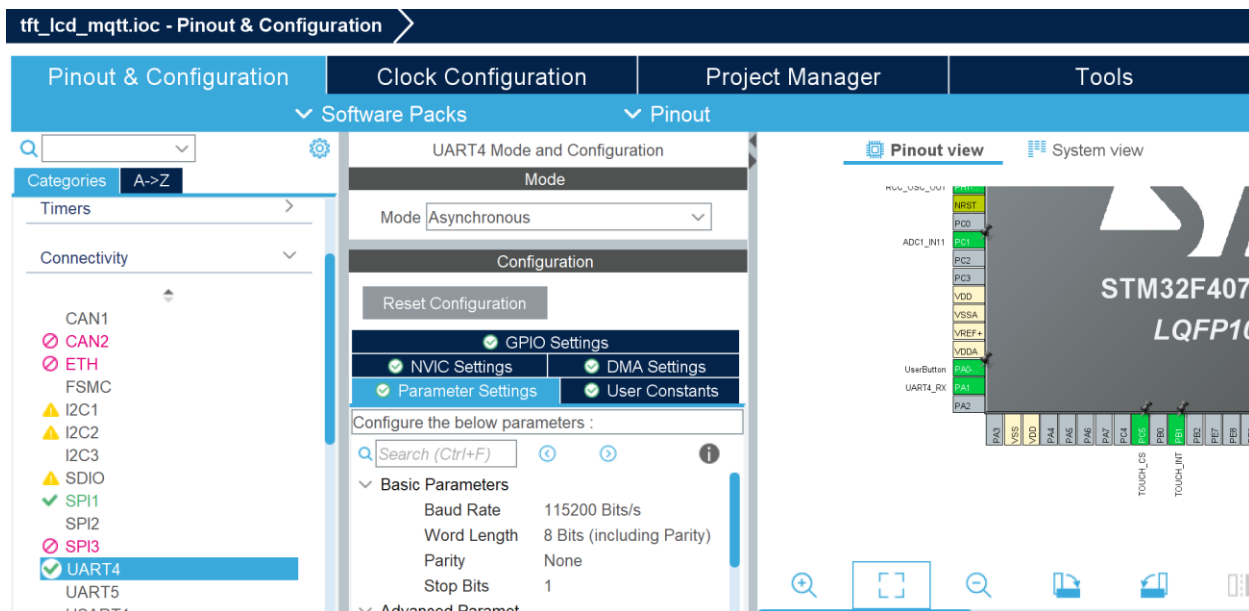 tft_lcd_mqtt.ioc - Pinout & Configuration
Pinout & Configuration
Clock Configuration
Project Manager
Tools
Software Packs
Pinout
Categories
A->Z
Timers
Connectivity
CAN1
CAN2
ETH
FSMC
I2C1
I2C2
I2C3
SDIO
SPI1
SPI2
SPI3
UART4
UART5
UART4 Mode and Configuration
Mode
Mode Asynchronous
Configuration
Reset Configuration
GPIO Settings
NVIC Settings
DMA Settings
Parameter Settings
User Constants
Configure the below parameters :
Search (Ctrl+F)
Basic Parameters
Baud Rate 115200 Bits/s
Word Length 8 Bits (including Parity)
Parity None
Stop Bits 1
Advanced Paramet
Pinout view
System view
NRST
PC0
ADC1_IN11 PC1
PC2
PC3
VDD
VSSA
VREF+
VDDA
UserButton PA0-
UART4_RX PA1
PA2
STM32F407
LQFP10
PA3
VSS
VDD
PA4
PA5
PA6
PA7
PC4
PC5
PB0
PB1
PB2
PE7
PE8
TOUCH_CS
TOUCH_INT